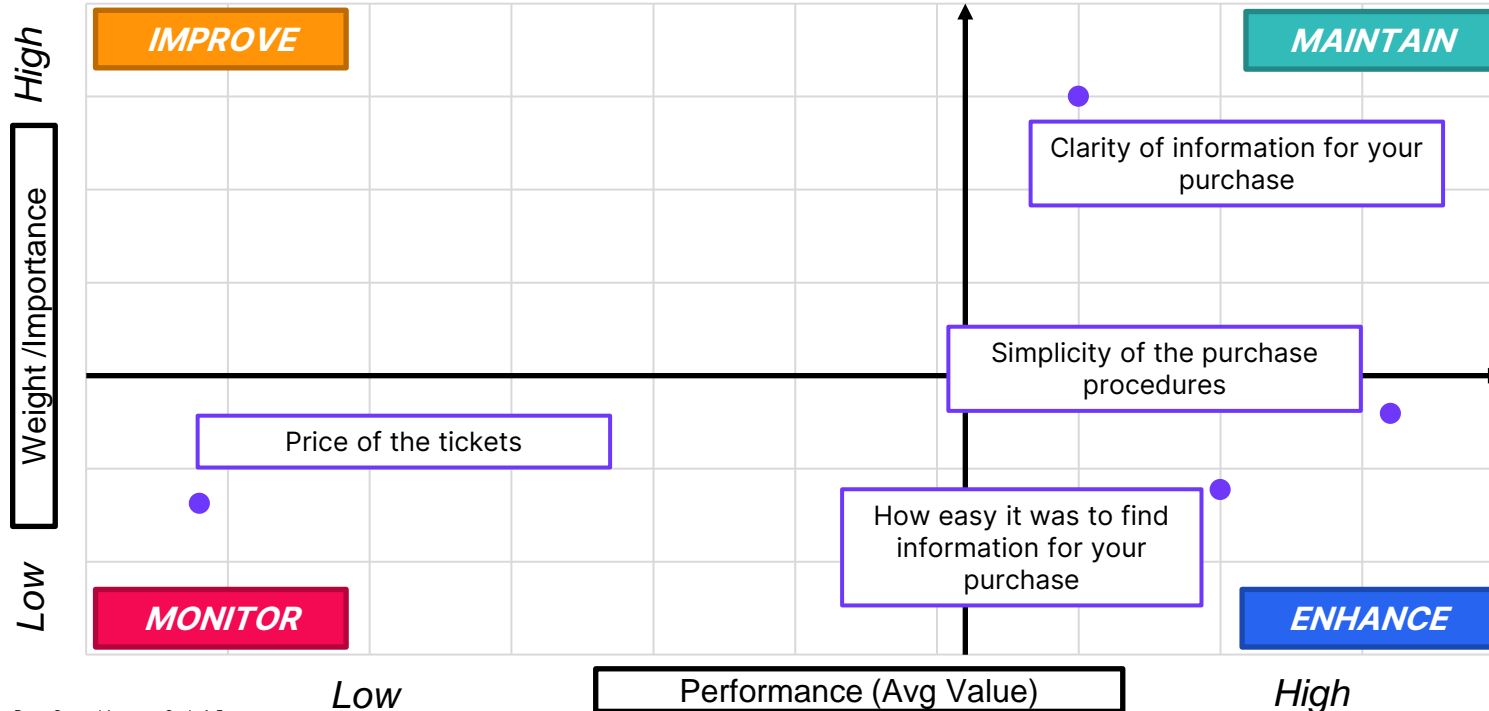 IMPROVE
MAINTAIN
High
Clarity of information for your
purchase
Weight /Importance
Simplicity of the purchase
procedures
Price of the tickets
How easy it was to find
information for your
purchase
Low
MONITOR
ENHANCE
Low
Performance (Avg Value)
High